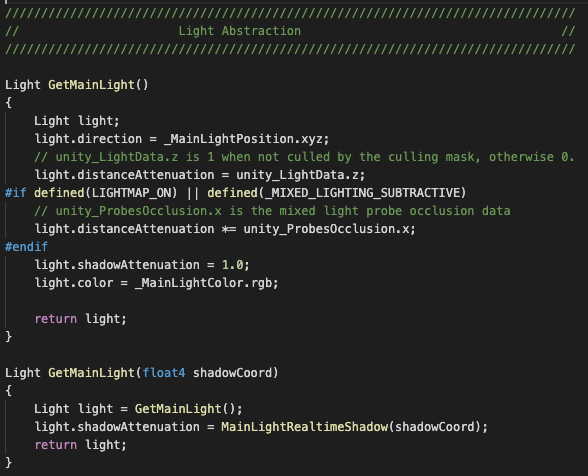 ///////////////////////////////////////////////////////////////////////////////
//                      Light Abstraction                                    //
///////////////////////////////////////////////////////////////////////////////

Light GetMainLight()
{
    Light light;
    light.direction = _MainLightPosition.xyz;
    // unity_LightData.z is 1 when not culled by the culling mask, otherwise 0.
    light.distanceAttenuation = unity_LightData.z;
#if defined(LIGHTMAP_ON) || defined(_MIXED_LIGHTING_SUBTRACTIVE)
    // unity_ProbesOcclusion.x is the mixed light probe occlusion data
    light.distanceAttenuation *= unity_ProbesOcclusion.x;
#endif
    light.shadowAttenuation = 1.0;
    light.color = _MainLightColor.rgb;

    return light;
}

Light GetMainLight(float4 shadowCoord)
{
    Light light = GetMainLight();
    light.shadowAttenuation = MainLightRealtimeShadow(shadowCoord);
    return light;
}